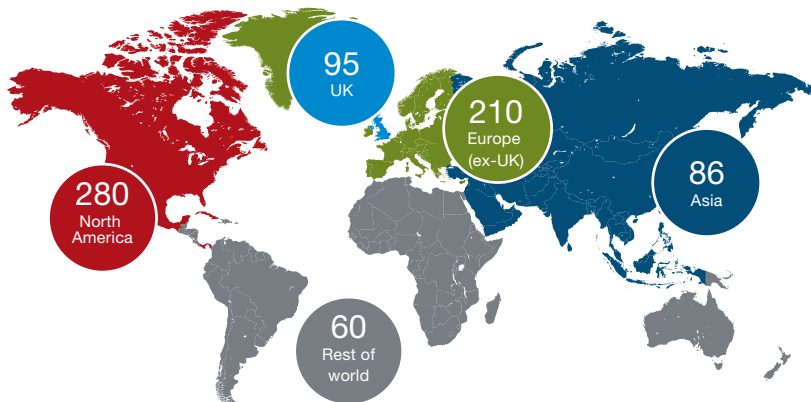 95
UK
210
Europe
(ex-UK)
86
Asia
280
North
America
60
Rest of
world